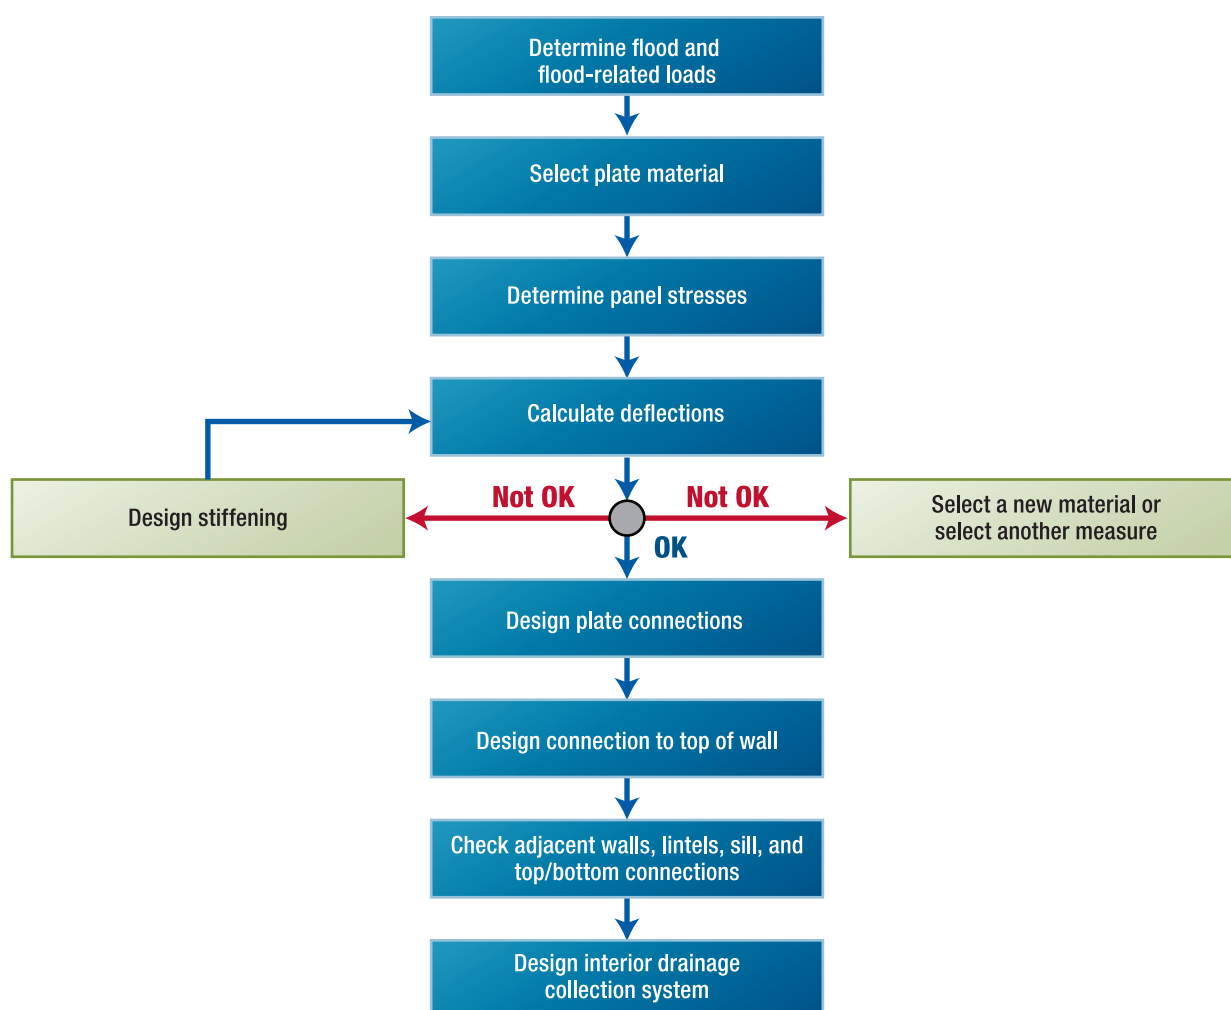 Determine flood and
flood-related loads
Select plate material
Determine panel stresses
Calculate deflections
Not OK
Not OK
Design stiffening
Select a new material or
select another measure
OK
Design plate connections
Design connection to top of wall
Check adjacent walls, lintels, sill, and
top/bottom connections
Design interior drainage
collection system